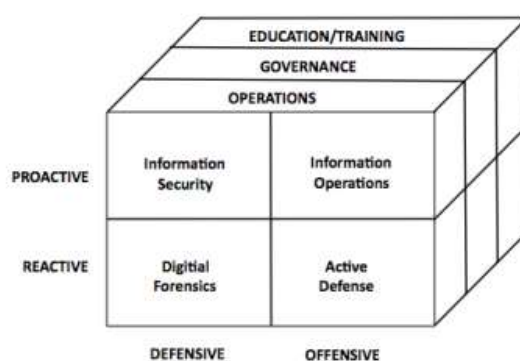 EDUCATION/TRAINING
GOVERNANCE
OPERATIONS
PROACTIVE
Information
Security
Information
Operations
REACTIVE
Digitial
Forensics
Active
Defense
DEFENSIVE
OFFENSIVE